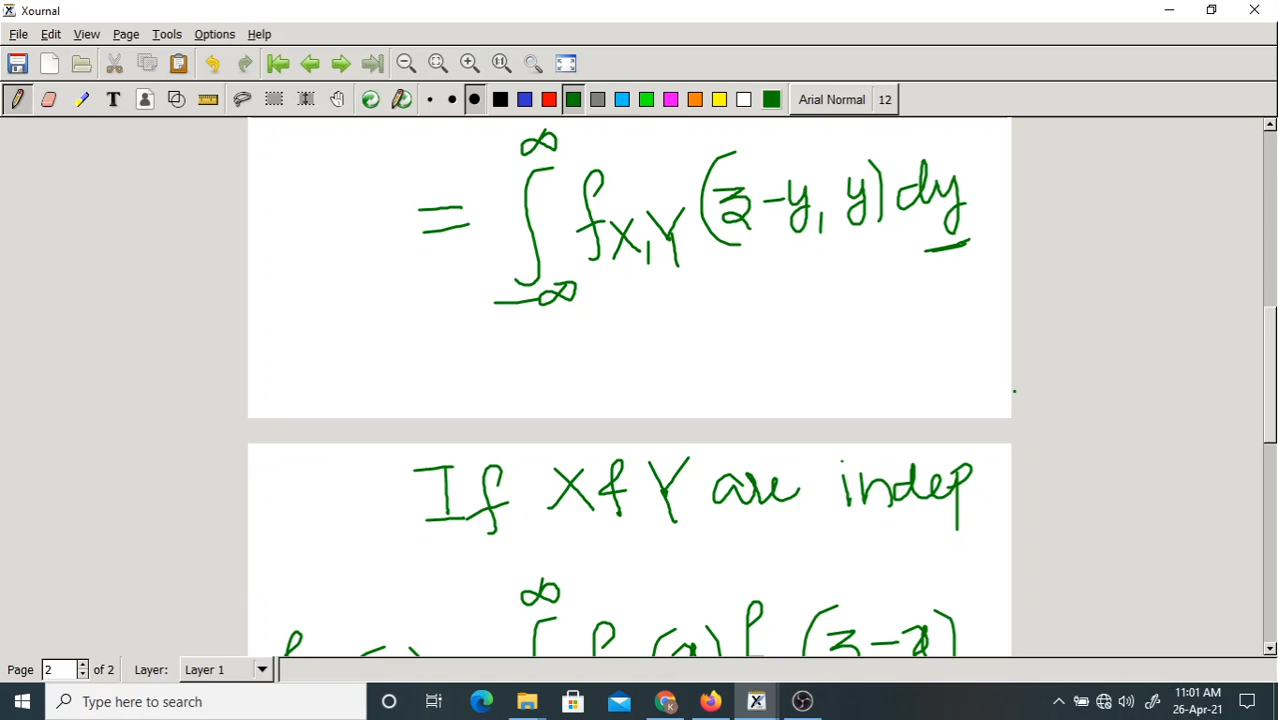 Xournal
File Edit View Page Tools Options Help
Arial Normal 12
∞
= ∫ f_{X,Y} (z-y, y) dy
-∞
If X & Y are indep
∞
∫ (x) (z-x)
Page 2 of 2 Layer: Layer 1
Type here to search
11:01 AM
26-Apr-21